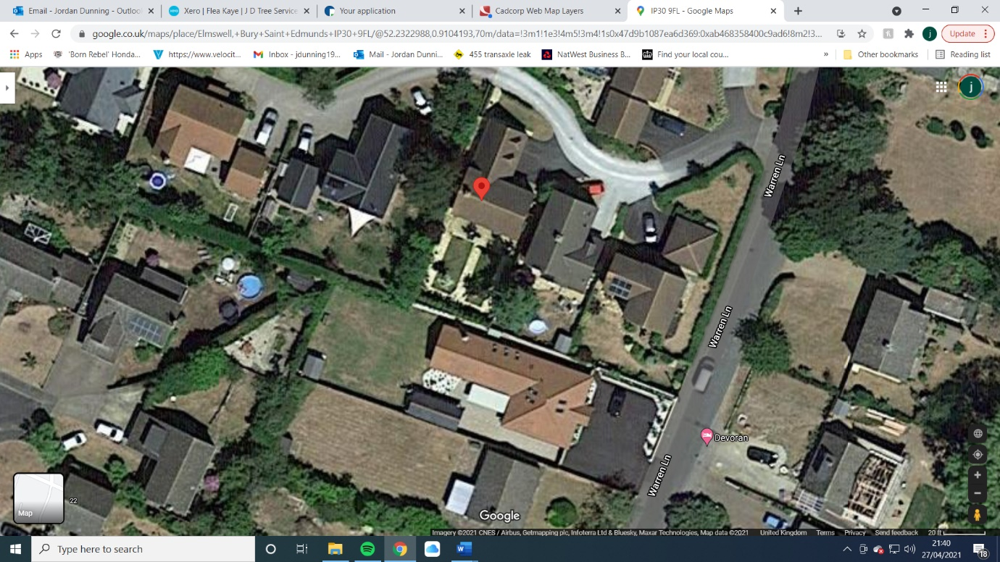 Email - Jordan Dunning - Outloo
Xero | Flea Kaye | J D Tree Service
Your application
Cadcorp Web Map Layers
IP30 9FL - Google Maps
google.co.uk/maps/place/Elmswell,+Bury+Saint+Edmunds+IP30+9FL/@52.2322988,0.9104193,70m/data=!3m1!1e3!4m5!3m4!1s0x47d9b1087ea6d369:0xab468358400c9ad6!8m2!3...
j
Update
Apps
'Born Rebel' Honda...
https://www.velocit...
Inbox - jdunning19...
Mail - Jordan Dunni...
455 transaxle leak
NatWest Business B...
Find your local cou...
»
Other bookmarks
Reading list
j
Warren Ln
Warren Ln
Devoran
Warren Ln
Map
22
Google
Imagery ©2021 CNES / Airbus, Getmapping plc, Infoterra Ltd & Bluesky, Maxar Technologies, Map data ©2021
United Kingdom
Terms
Privacy
Send feedback
20 ft
Type here to search
21:40
27/04/2021
18